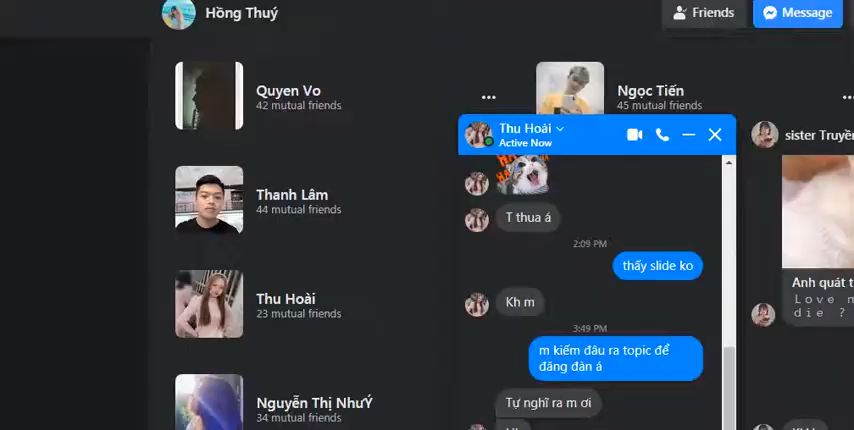 Hồng Thuý
Friends
Message
Quyen Vo
42 mutual friends
Thanh Lâm
44 mutual friends
Thu Hoài
23 mutual friends
Nguyễn Thị NhuÝ
34 mutual friends
Ngọc Tiến
45 mutual friends
Thu Hoài
Active Now
T thua á
2:09 PM
thấy slide ko
Kh m
3:49 PM
m kiếm đâu ra topic để
đăng đàn á
Tự nghĩ ra m ơi
sister Truyền
Anh quát t
Love m
die ?